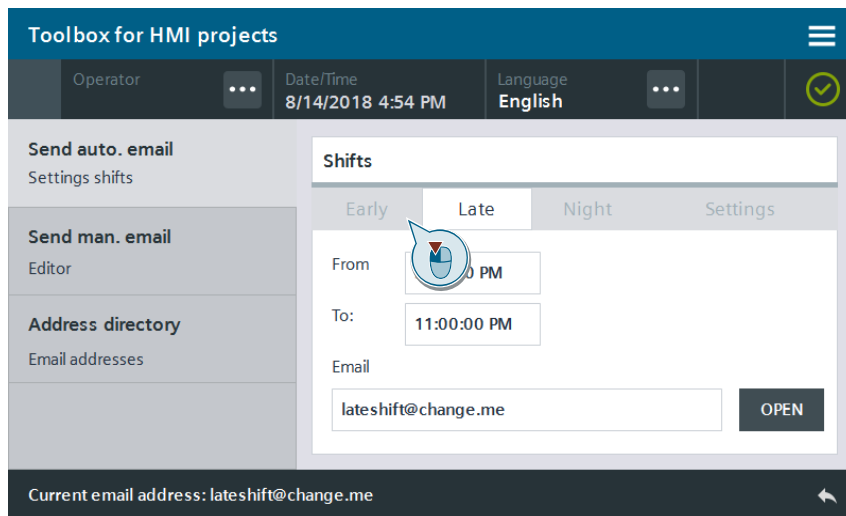 Toolbox for HMI projects
Operator
Date/Time
8/14/2018 4:54 PM
Language
English
Send auto. email
Settings shifts
Send man. email
Editor
Address directory
Email addresses
Shifts
Early Late Night Settings
From
PM
To: 11:00:00 PM
Email
lateshift@change.me OPEN
Current email address: lateshift@change.me